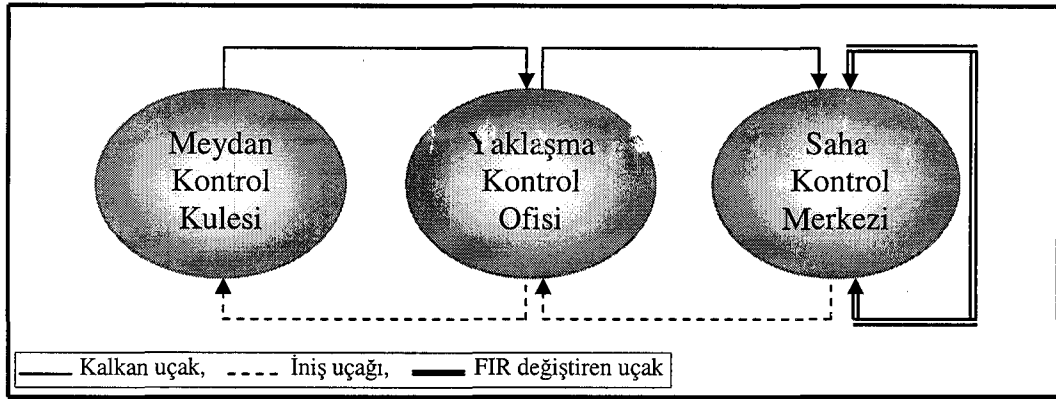 Meydan
Kontrol
Kulesi
Yaklaşma
Kontrol
Ofisi
Saha
Kontrol
Merkezi
Kalkan uçak, İniş uçağı, FIR değiştiren uçak